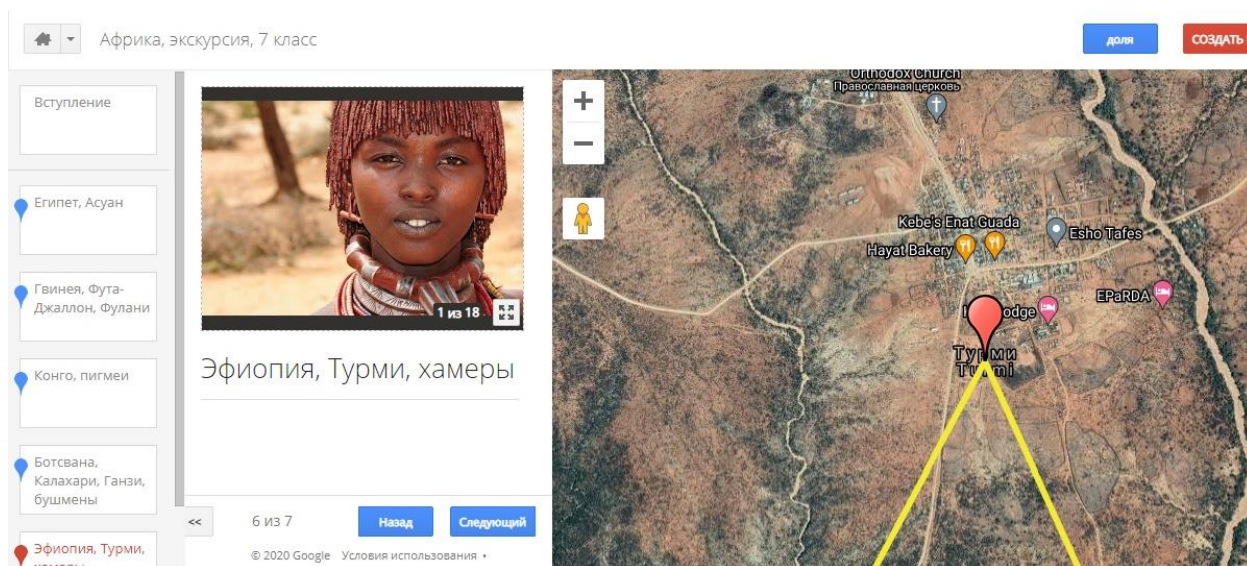 Африка, экскурсия, 7 класс
доля
СОЗДАТЬ
Вступление
Египет, Асуан
Гвинея, Фута-
Джаллон, Фулани
Конго, пигмеи
Ботсвана,
Калахари, Ганзи,
бушмены
Эфиопия, Турми,
1 из 18
Эфиопия, Турми, хамеры
<<
6 из 7
Назад
Следующий
© 2020 Google Условия использования
Orthodox Church
Православная церковь
Kebe's Enat Guada
Hayat Bakery
Esho Tafes
EPaRDA
odge
Турми
Turmi